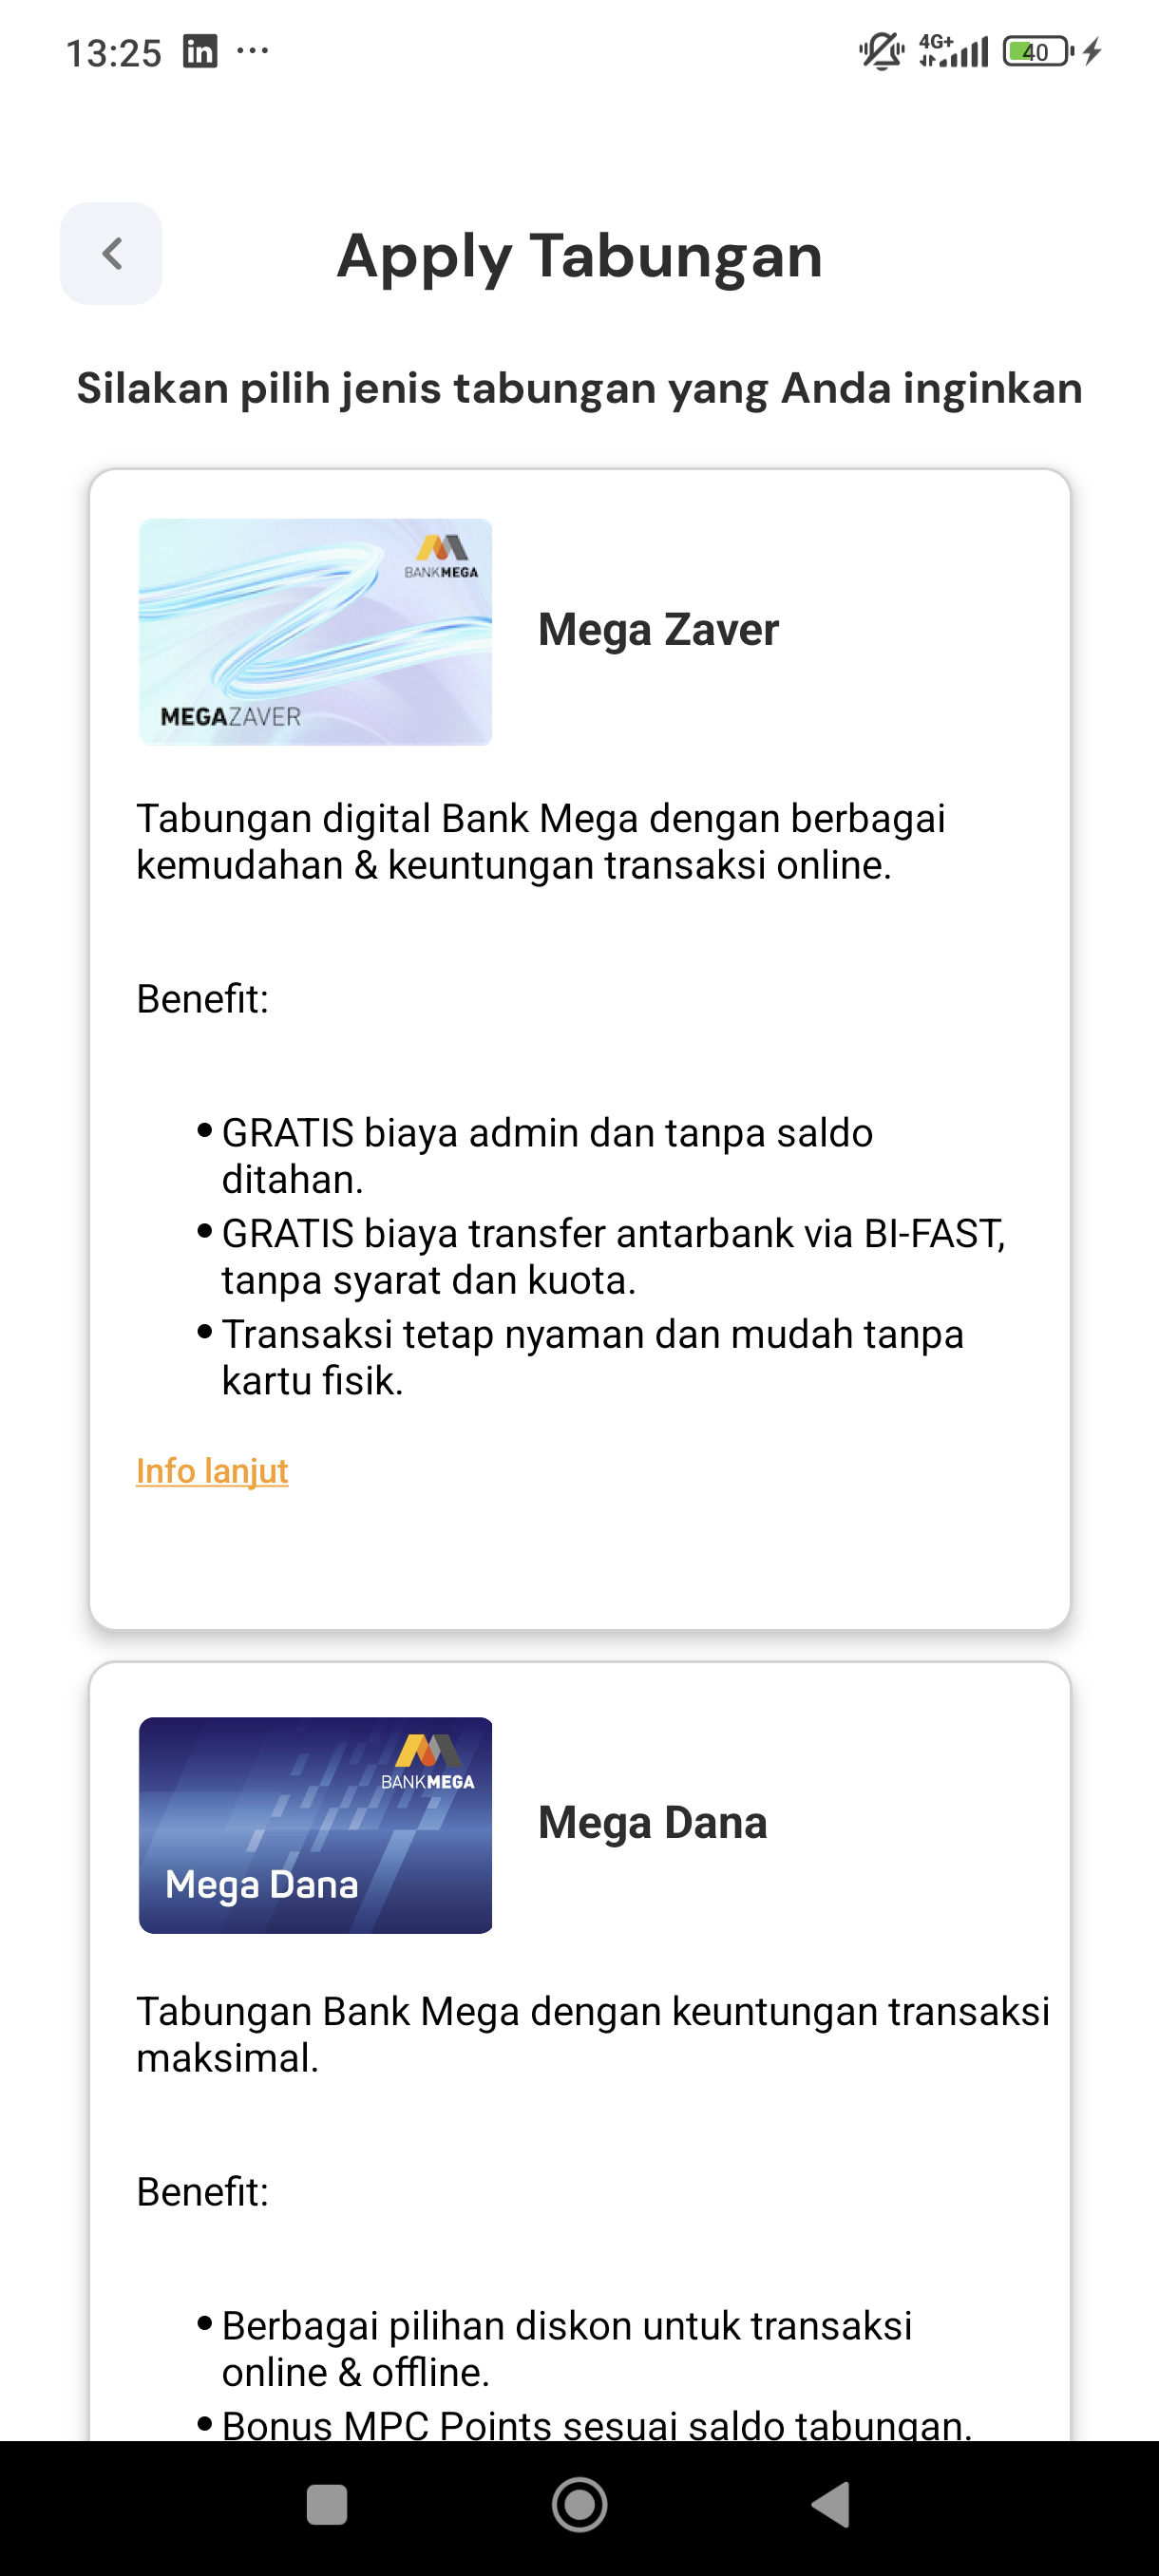 13:25
4G+
40
Apply Tabungan
Silakan pilih jenis tabungan yang Anda inginkan
BANKMEGA
MEGAZAVER
Mega Zaver
Tabungan digital Bank Mega dengan berbagai
kemudahan & keuntungan transaksi online.
Benefit:
• GRATIS biaya admin dan tanpa saldo
ditahan.
• GRATIS biaya transfer antarbank via BI-FAST,
tanpa syarat dan kuota.
• Transaksi tetap nyaman dan mudah tanpa
kartu fisik.
Info lanjut
BANKMEGA
Mega Dana
Mega Dana
Tabungan Bank Mega dengan keuntungan transaksi
maksimal.
Benefit:
• Berbagai pilihan diskon untuk transaksi
online & offline.
• Bonus MPC Points sesuai saldo tabungan.